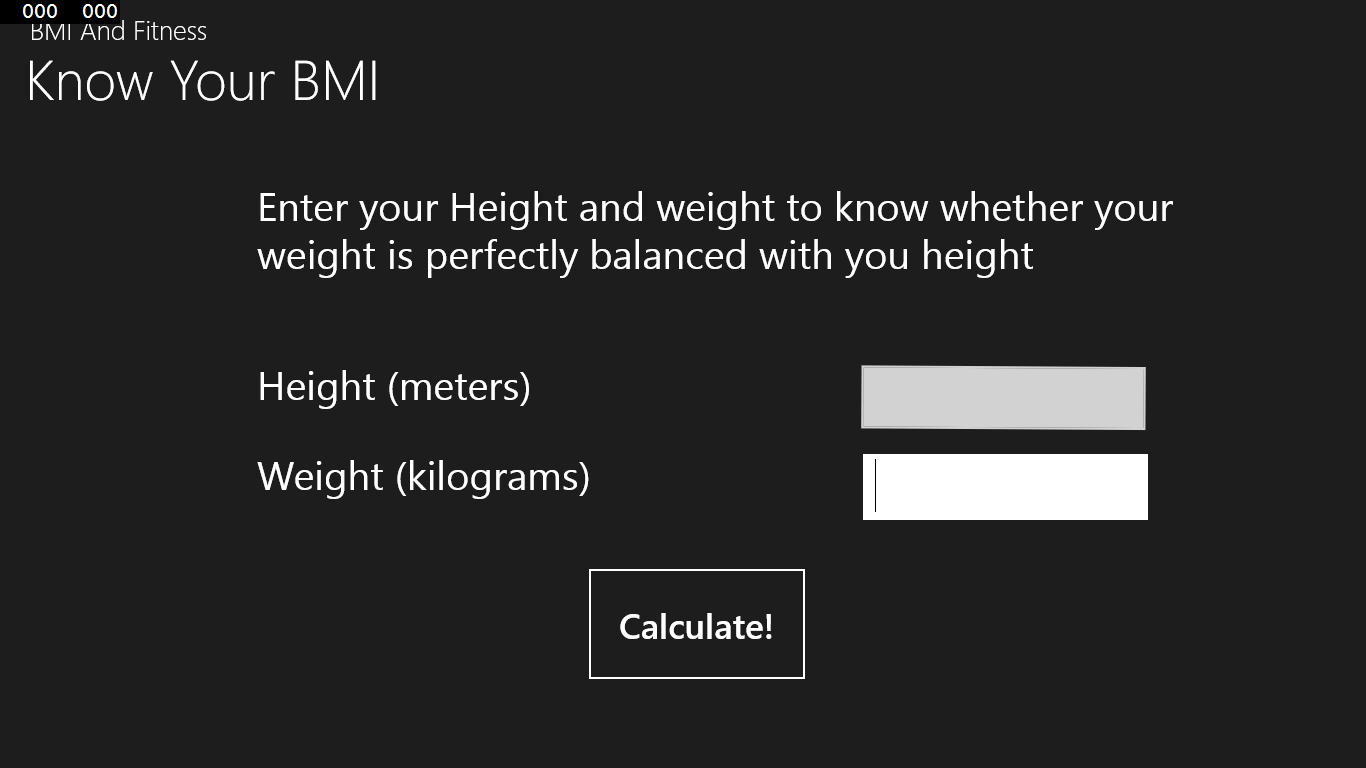 000 000
BMI And Fitness
Know Your BMI
Enter your Height and weight to know whether your
weight is perfectly balanced with you height
Height (meters)
Weight (kilograms)
Calculate!